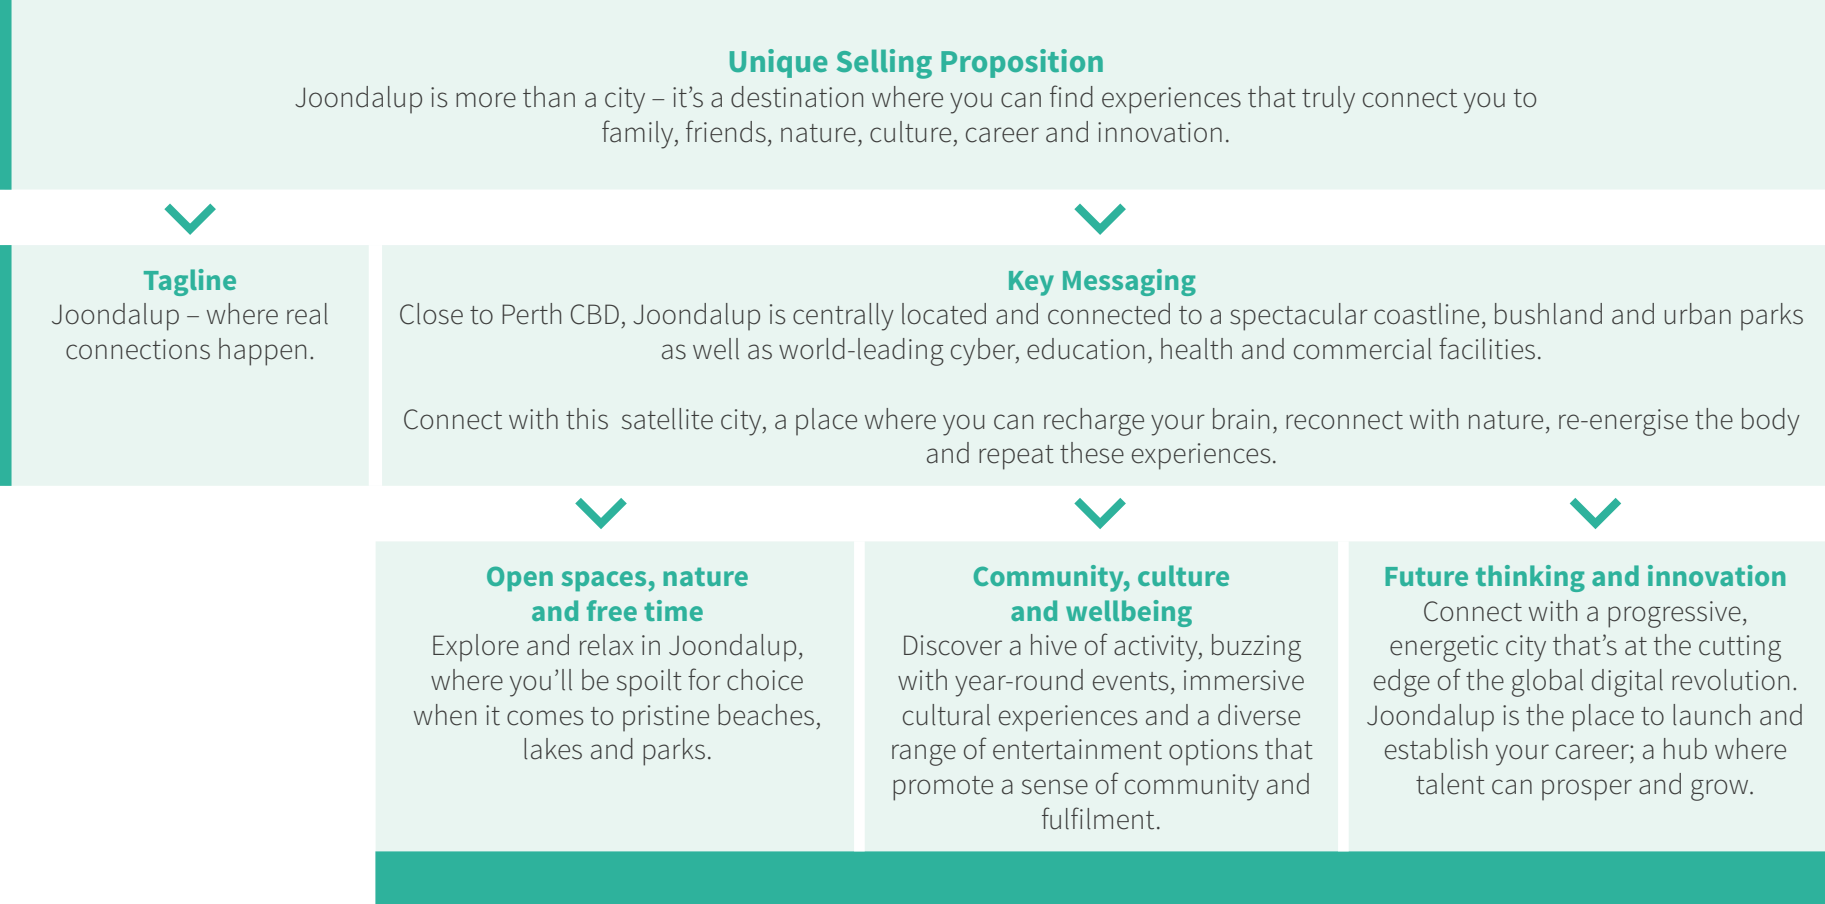 Unique Selling Proposition
Joondalup is more than a city – it’s a destination where you can find experiences that truly connect you to
family, friends, nature, culture, career and innovation.
Tagline
Joondalup – where real
connections happen.
Key Messaging
Close to Perth CBD, Joondalup is centrally located and connected to a spectacular coastline, bushland and urban parks
as well as world-leading cyber, education, health and commercial facilities.
Connect with this  satellite city, a place where you can recharge your brain, reconnect with nature, re-energise the body
and repeat these experiences.
Open spaces, nature
and free time
Explore and relax in Joondalup,
where you’ll be spoilt for choice
when it comes to pristine beaches,
lakes and parks.
Community, culture
and wellbeing
Discover a hive of activity, buzzing
with year-round events, immersive
cultural experiences and a diverse
range of entertainment options that
promote a sense of community and
fulfilment.
Future thinking and innovation
Connect with a progressive,
energetic city that’s at the cutting
edge of the global digital revolution.
Joondalup is the place to launch and
establish your career; a hub where
talent can prosper and grow.